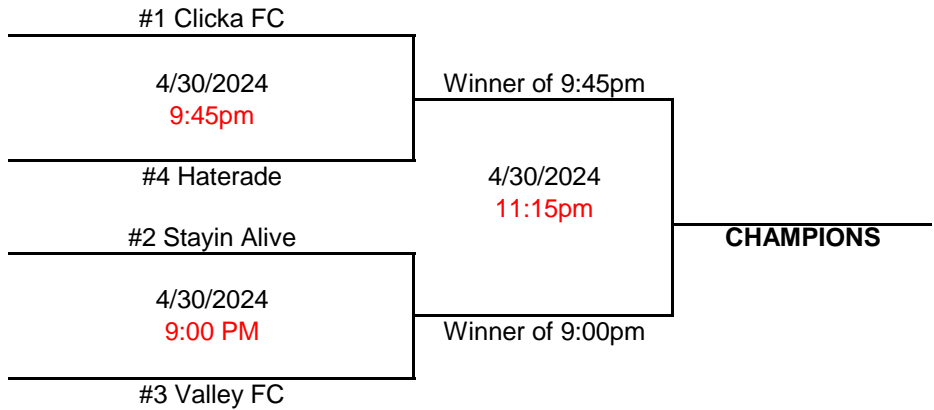 #1 Clicka FC
4/30/2024
9:45pm
Winner of 9:45pm
#4 Haterade
4/30/2024
11:15pm
#2 Stayin Alive
CHAMPIONS
4/30/2024
9:00 PM
Winner of 9:00pm
#3 Valley FC